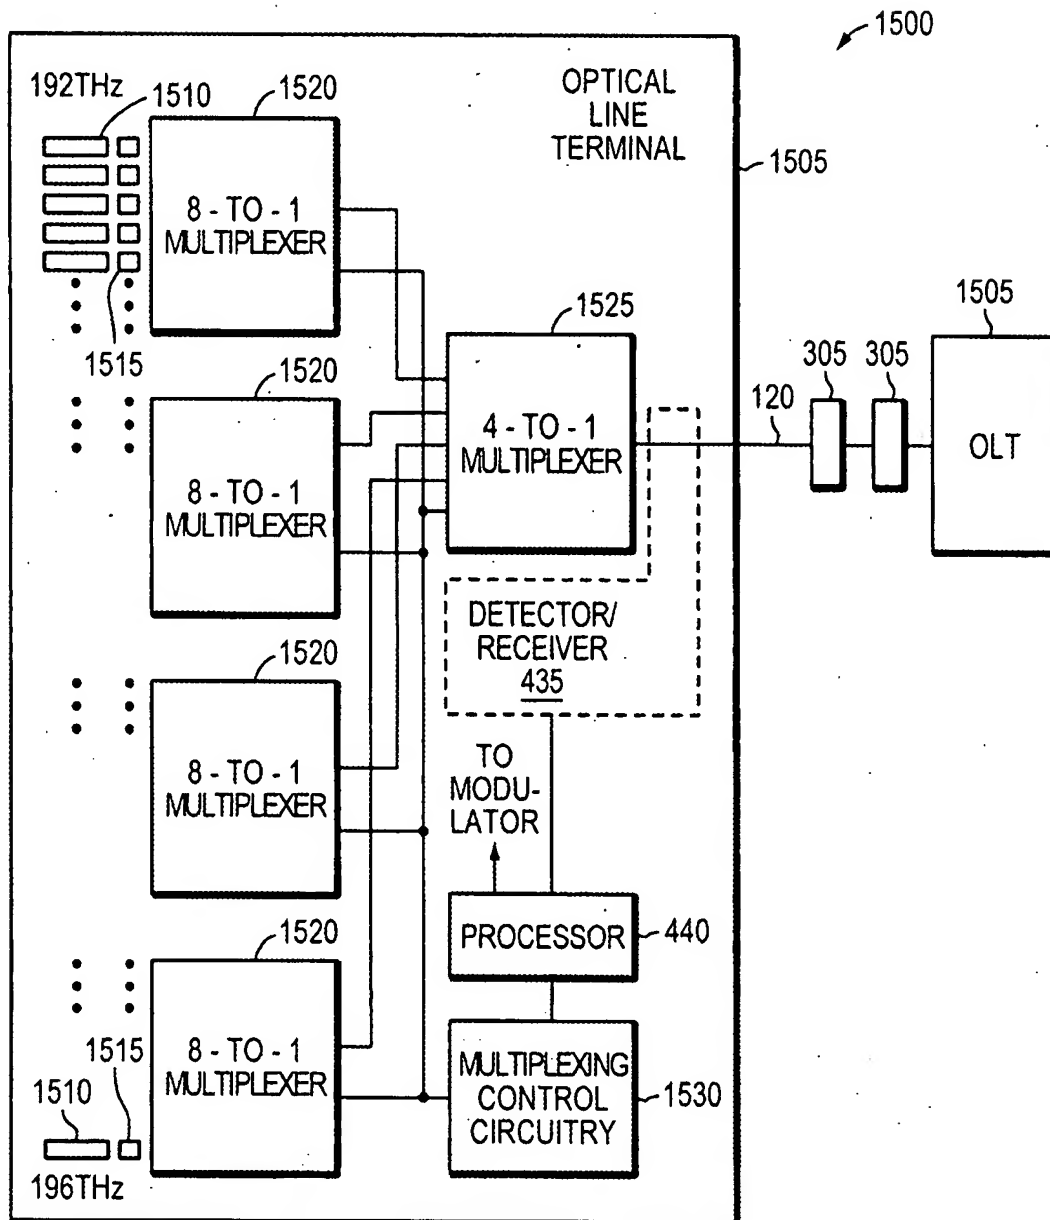 1500
192THz
1510
1520
OPTICAL
LINE
TERMINAL
1505
8 - TO - 1
MULTIPLEXER
1515
1520
1525
1505
305
305
120
4 - TO - 1
MULTIPLEXER
OLT
8 - TO - 1
MULTIPLEXER
DETECTOR/
RECEIVER
435
1520
8 - TO - 1
MULTIPLEXER
TO
MODU-
LATOR
PROCESSOR
440
1520
8 - TO - 1
MULTIPLEXER
1515
1510
196THz
MULTIPLEXING
CONTROL
CIRCUITRY
1530